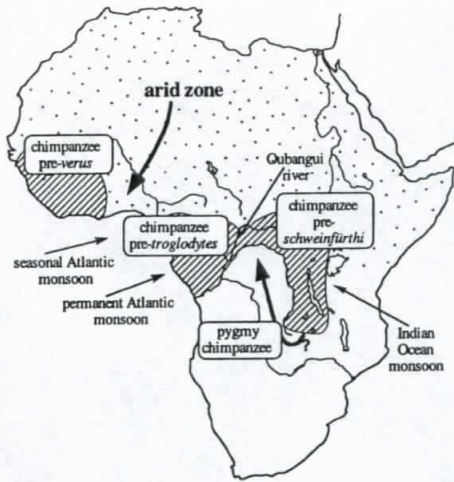 arid zone
chimpanzee
pre-verus
Oubangui
river
chimpanzee
pre-
schweinfürthi
chimpanzee
pre-troglodytes
seasonal Atlantic
monsoon
permanent Atlantic
monsoon
pygmy
chimpanzee
?
Indian
Ocean
monsoon